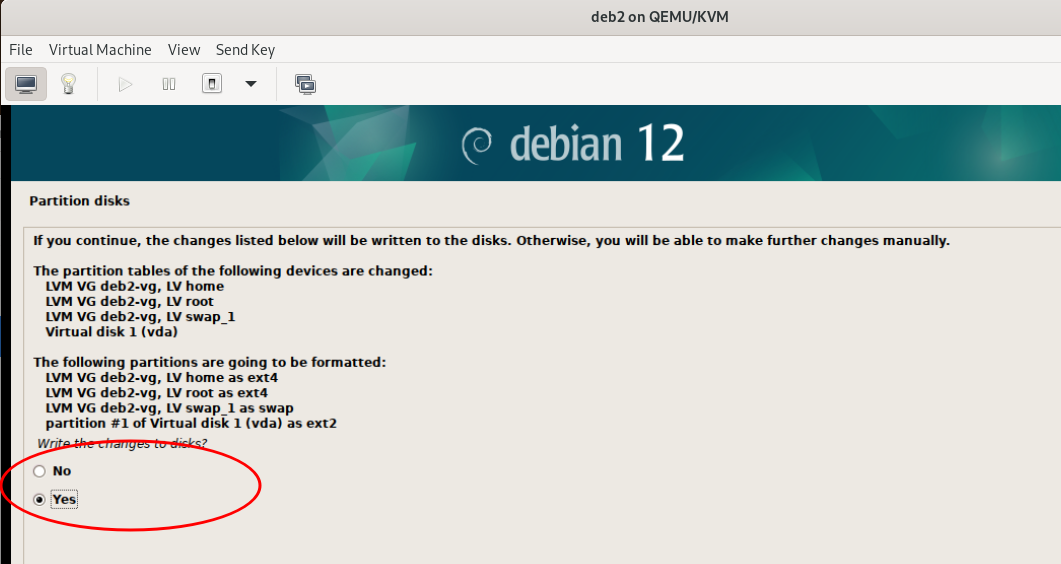 deb2 on QEMU/KVM
File Virtual Machine View Send Key
debian 12
Partition disks
If you continue, the changes listed below will be written to the disks. Otherwise, you will be able to make further changes manually.
The partition tables of the following devices are changed:
LVM VG deb2-vg, LV home
LVM VG deb2-vg, LV root
LVM VG deb2-vg, LV swap_1
Virtual disk 1 (vda)
The following partitions are going to be formatted:
LVM VG deb2-vg, LV home as ext4
LVM VG deb2-vg, LV root as ext4
LVM VG deb2-vg, LV swap_1 as swap
partition #1 of Virtual disk 1 (vda) as ext2
Write the changes to disks?
No
Yes